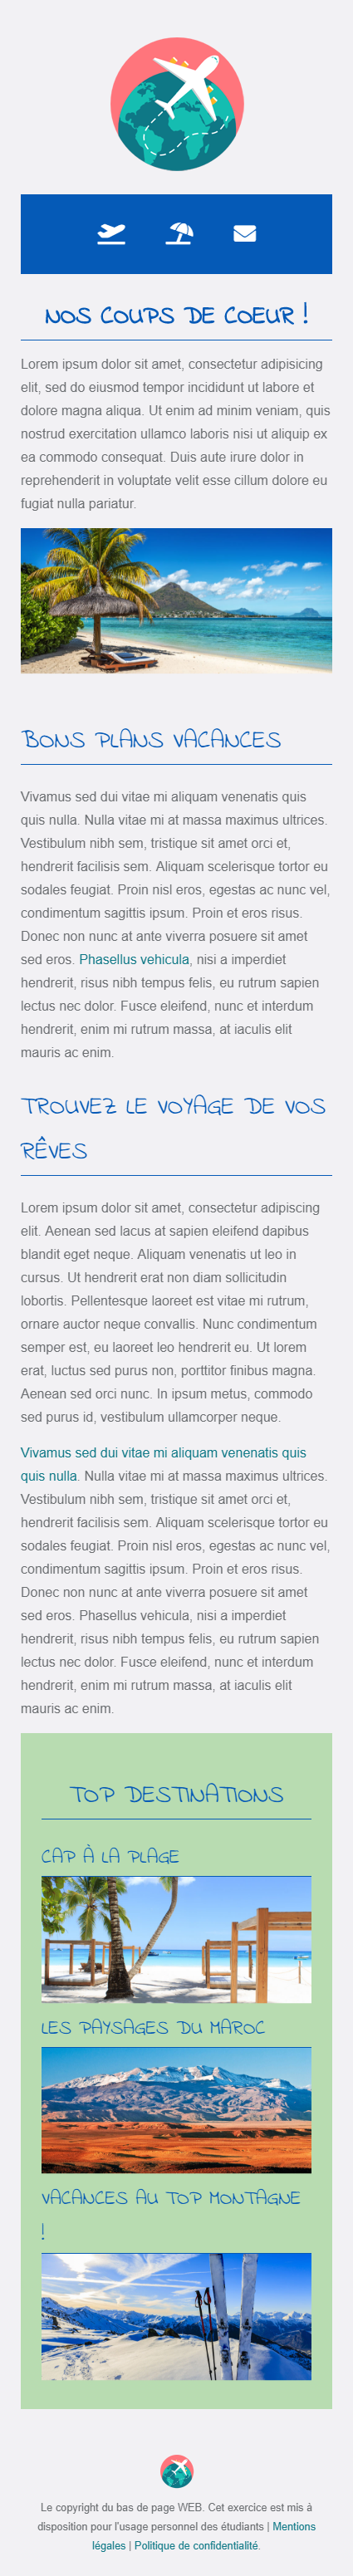 NOS COUPS DE COEUR !
Lorem ipsum dolor sit amet, consectetur adipisicing
elit, sed do eiusmod tempor incididunt ut labore et
dolore magna aliqua. Ut enim ad minim veniam, quis
nostrud exercitation ullamco laboris nisi ut aliquip ex
ea commodo consequat. Duis aute irure dolor in
reprehenderit in voluptate velit esse cillum dolore eu
fugiat nulla pariatur.
BONS PLANS VACANCES
Vivamus sed dui vitae mi aliquam venenatis quis
quis nulla. Nulla vitae mi at massa maximus ultrices.
Vestibulum nibh sem, tristique sit amet orci et,
hendrerit facilisis sem. Aliquam scelerisque tortor eu
sodales feugiat. Proin nisl eros, egestas ac nunc vel,
condimentum sagittis ipsum. Proin et eros risus.
Donec non nunc at ante viverra posuere sit amet
sed eros. Phasellus vehicula, nisi a imperdiet
hendrerit, risus nibh tempus felis, eu rutrum sapien
lectus nec dolor. Fusce eleifend, nunc et interdum
hendrerit, enim mi rutrum massa, at iaculis elit
mauris ac enim.
TROUVEZ LE VOYAGE DE VOS
RÊVES
Lorem ipsum dolor sit amet, consectetur adipiscing
elit. Aenean sed lacus at sapien eleifend dapibus
blandit eget neque. Aliquam venenatis ut leo in
cursus. Ut hendrerit erat non diam sollicitudin
lobortis. Pellentesque laoreet est vitae mi rutrum,
ornare auctor neque convallis. Nunc condimentum
semper est, eu laoreet leo hendrerit eu. Ut lorem
erat, luctus sed purus non, porttitor finibus magna.
Aenean sed orci nunc. In ipsum metus, commodo
sed purus id, vestibulum ullamcorper neque.
Vivamus sed dui vitae mi aliquam venenatis quis
quis nulla. Nulla vitae mi at massa maximus ultrices.
Vestibulum nibh sem, tristique sit amet orci et,
hendrerit facilisis sem. Aliquam scelerisque tortor eu
sodales feugiat. Proin nisl eros, egestas ac nunc vel,
condimentum sagittis ipsum. Proin et eros risus.
Donec non nunc at ante viverra posuere sit amet
sed eros. Phasellus vehicula, nisi a imperdiet
hendrerit, risus nibh tempus felis, eu rutrum sapien
lectus nec dolor. Fusce eleifend, nunc et interdum
hendrerit, enim mi rutrum massa, at iaculis elit
mauris ac enim.
TOP DESTINATIONS
CAP À LA PLAGE
LES PAYSAGES DU MAROC
VACANCES AU TOP MONTAGNE
!
Le copyright du bas de page WEB. Cet exercice est mis à
disposition pour l'usage personnel des étudiants | Mentions
légales | Politique de confidentialité.